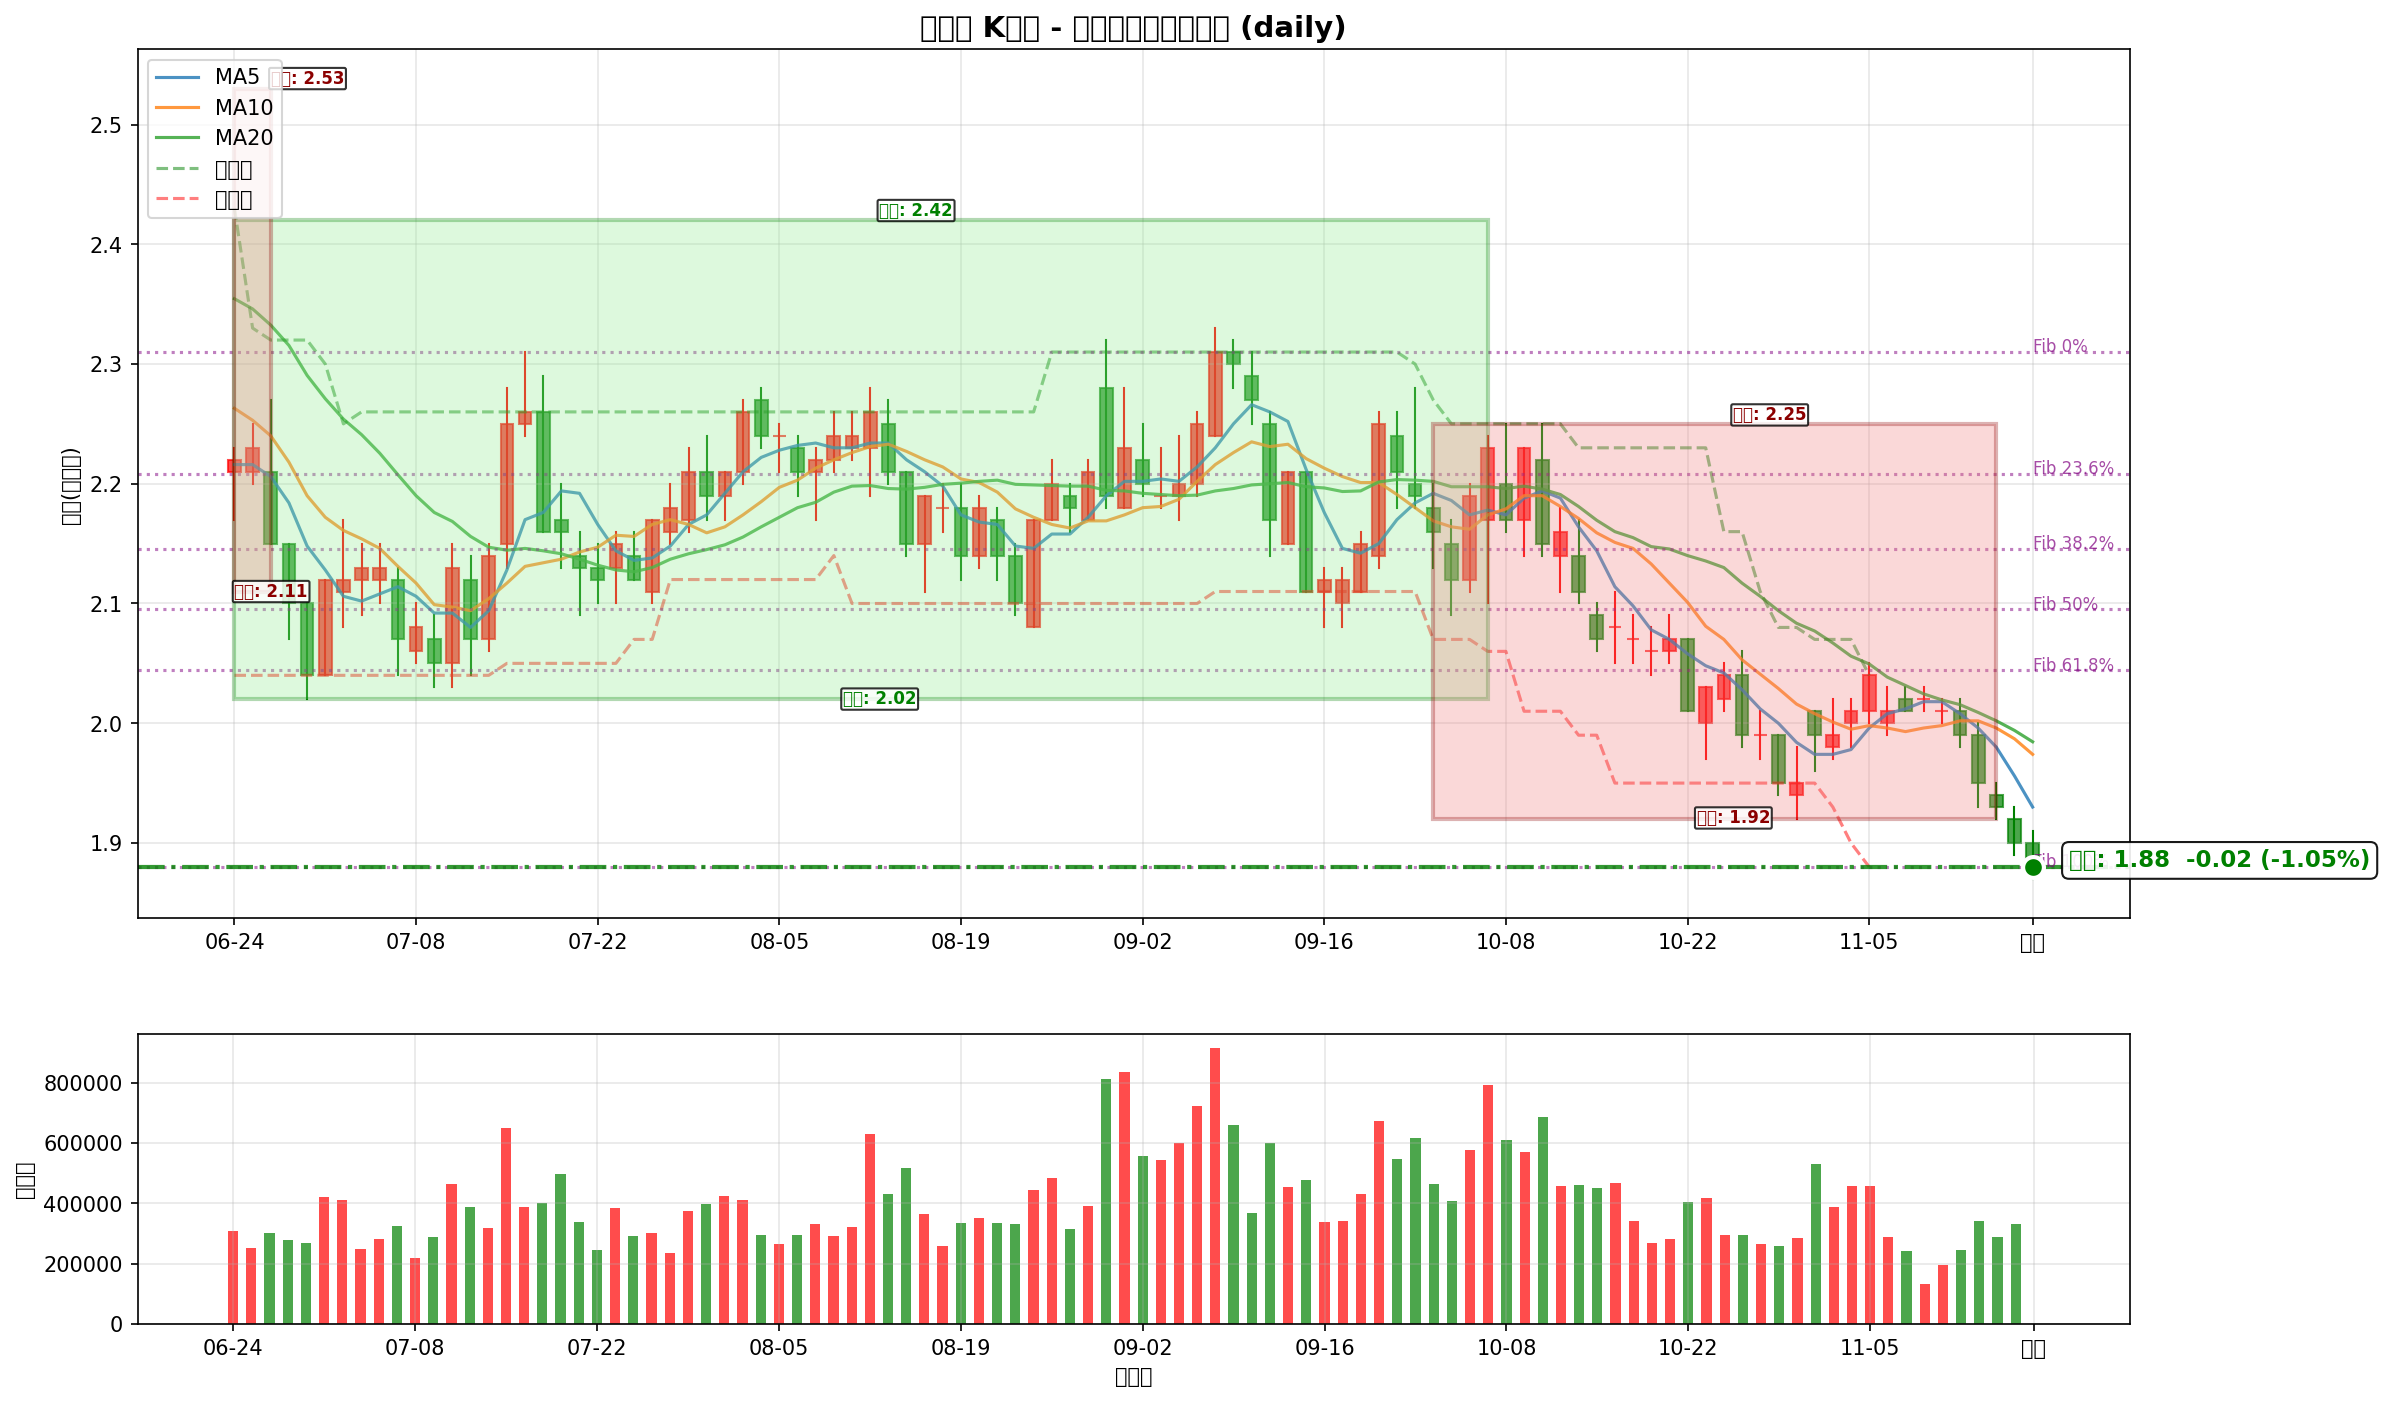 K - (daily)
MA5
MA10
MA20
: 2.53
: 2.42
: 2.25
: 2.11
: 2.02
: 1.92
Fib 0%
Fib 23.6%
Fib 38.2%
Fib 50%
Fib 61.8%
: 1.88 -0.02 (-1.05%)
2.5
2.4
2.3
2.2
2.1
2.0
1.9
06-24 07-08 07-22 08-05 08-19 09-02 09-16 10-08 10-22 11-05
800000
600000
400000
200000
0
06-24 07-08 07-22 08-05 08-19 09-02 09-16 10-08 10-22 11-05